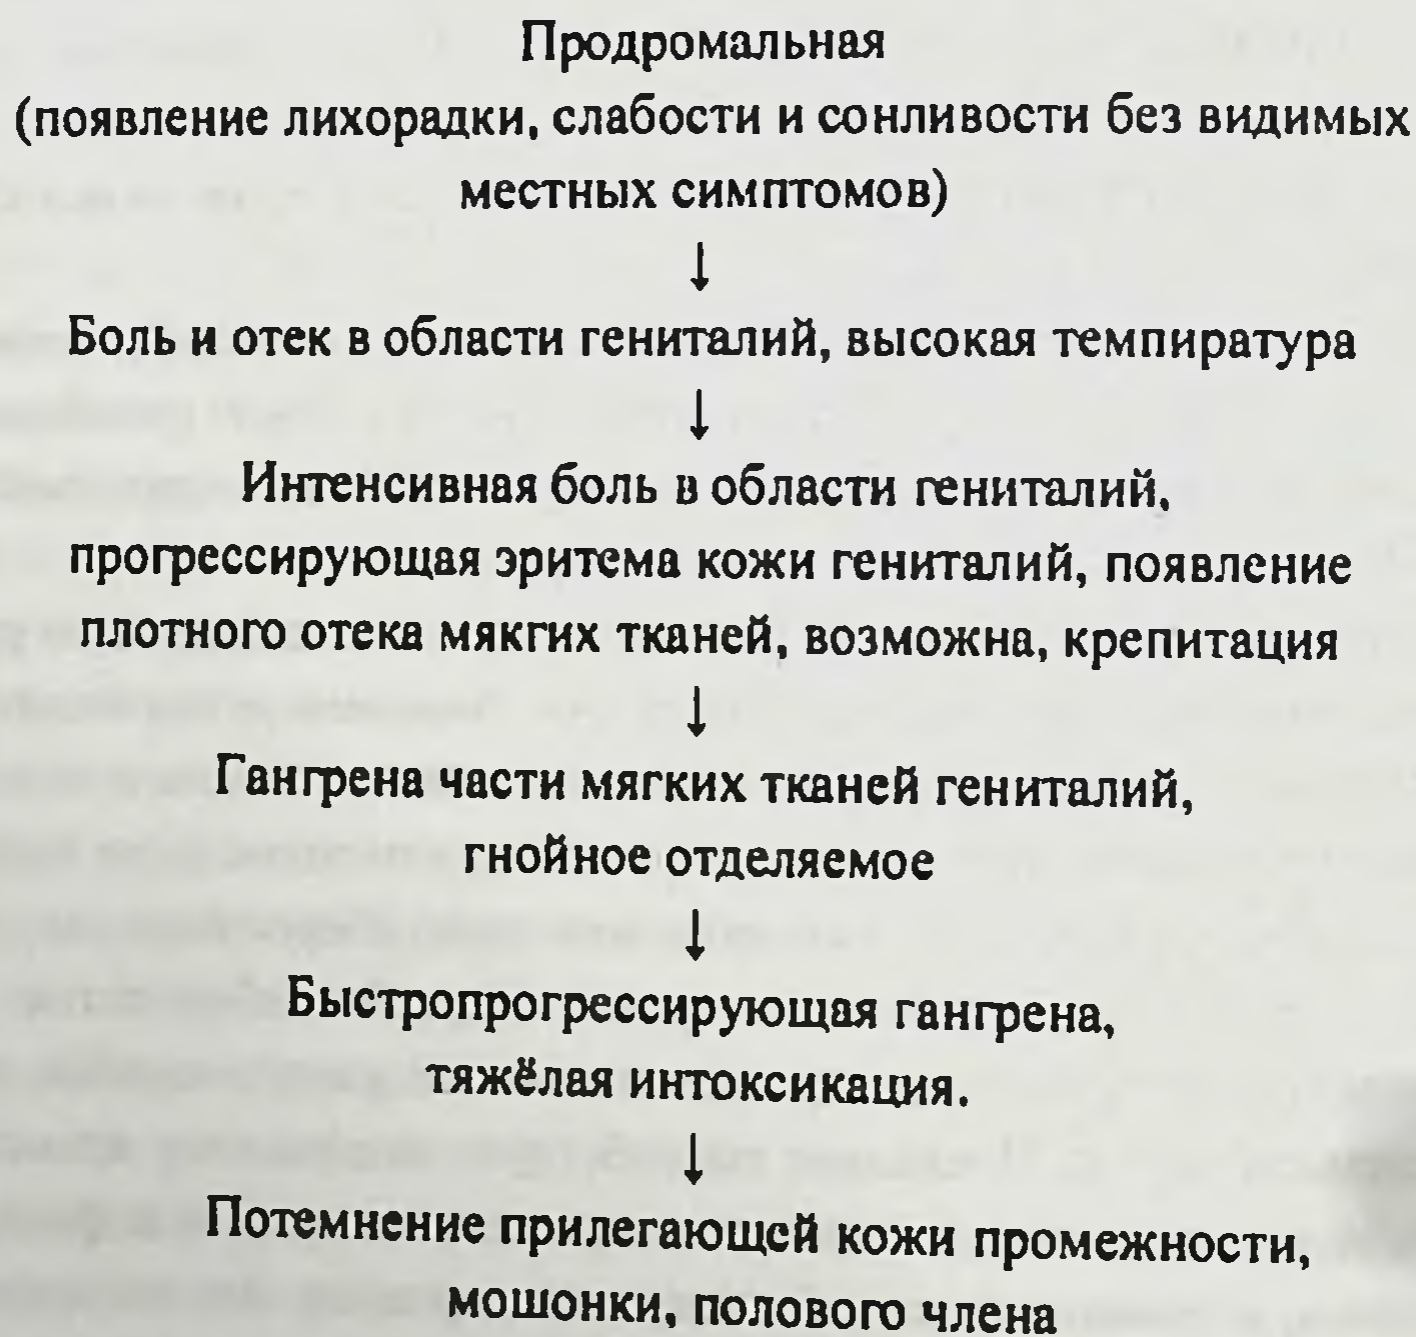 Продромальная
(появление лихорадки, слабости и сонливости без видимых
местных симптомов)
↓
Боль и отек в области гениталий, высокая темпиратура
↓
Интенсивная боль в области гениталий,
прогрессирующая эритема кожи гениталий, появление
плотного отека мякгих тканей, возможна, крепитация
↓
Гангрена части мягких тканей гениталий,
гнойное отделяемое
↓
Быстропрогрессирующая гангрена,
тяжёлая интоксикация.
↓
Потемнение прилегающей кожи промежности,
мошонки, полового члена